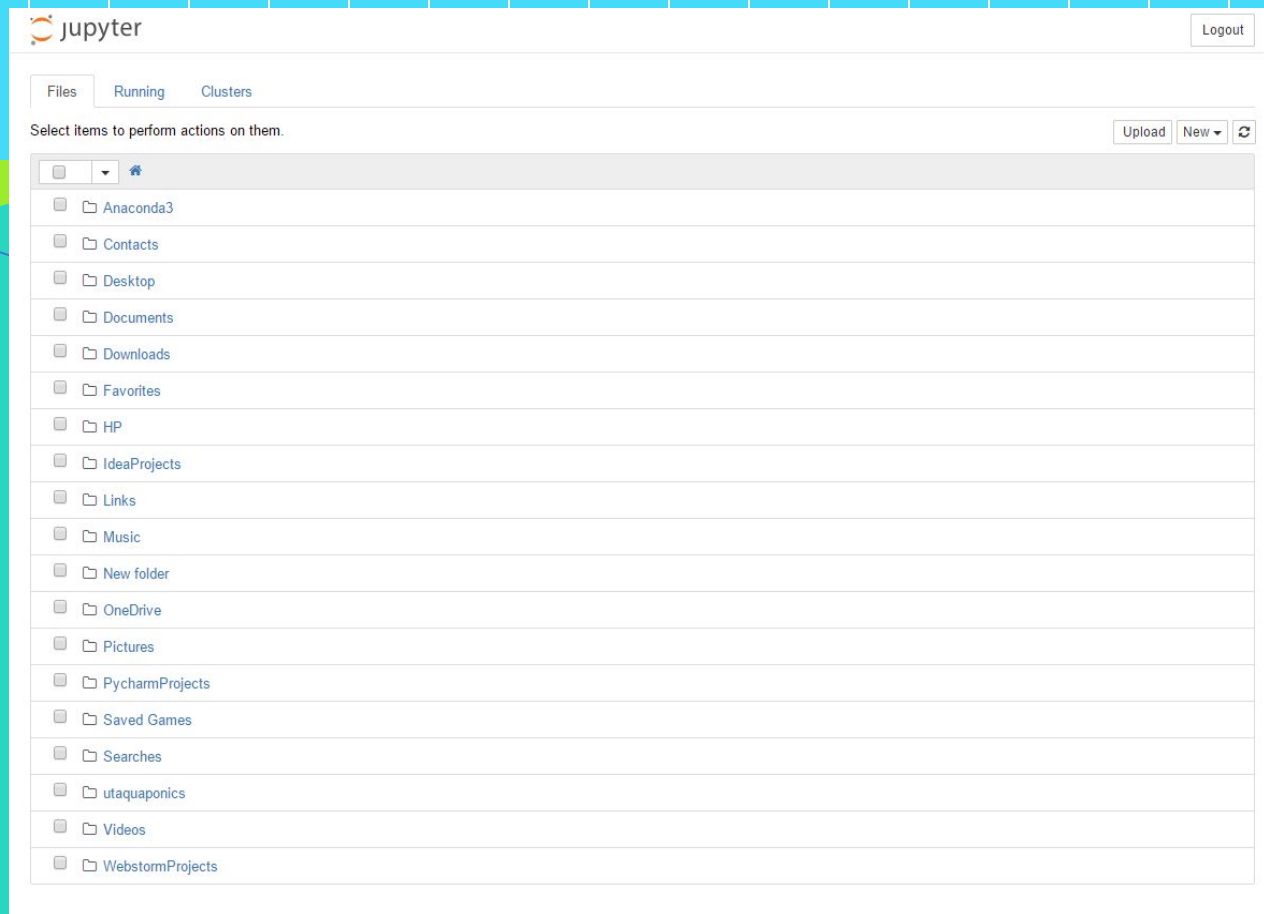 jupyter
Logout
Files Running Clusters
Select items to perform actions on them.
Upload New
Anaconda3
Contacts
Desktop
Documents
Downloads
Favorites
HP
IdeaProjects
Links
Music
New folder
OneDrive
Pictures
PycharmProjects
Saved Games
Searches
utaquaponics
Videos
WebstormProjects